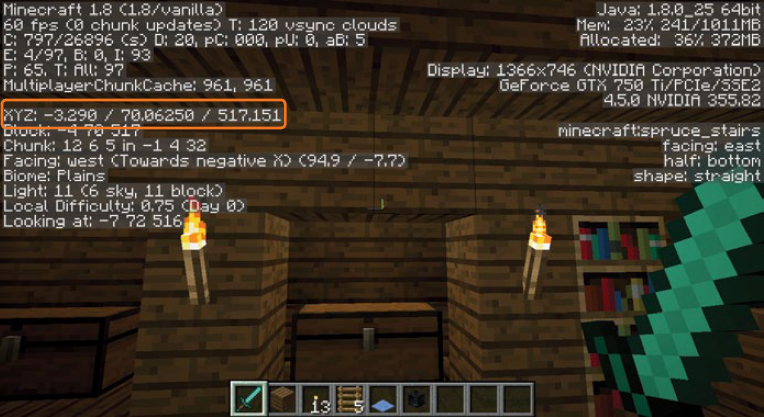 Minecraft 1.8 (1.8/vanilla)
60 fps (0 chunk updates) T: 120 vsync clouds
C: 797/26896 (s) D: 20, pC: 000, pU: 0, aB: 5
E: 4/97, B: 0, I: 93
P: 65, T: All: 97
MultiplayerChunkCache: 961, 961
XYZ: -3.290 / 70.06250 / 517.151
Block: -4 70 517
Chunk: 12 6 5 in -1 4 32
Facing: west (Towards negative X) (94.9 / -7.7)
Biome: Plains
Light: 11 (6 sky, 11 block)
Local Difficulty: 0.75 (Day 0)
Looking at: -7 72 516
Java: 1.8.0_25 64bit
Mem: 23% 241/1011MB
Allocated: 36% 372MB
Display: 1366x746 (NVIDIA Corporation)
GeForce GTX 750 Ti/PCIe/SSE2
4.5.0 NVIDIA 355.82
minecraft:spruce_stairs
facing: east
half: bottom
shape: straight
13
5